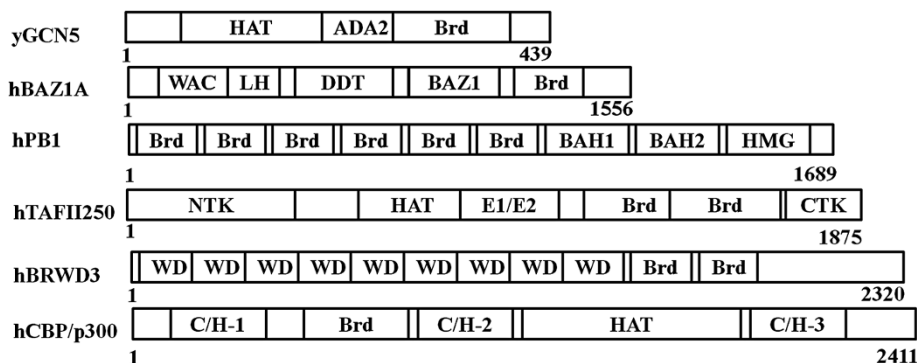 yGCN5 HAT ADA2 Brd
1 439
hBAZ1A WAC LH DDT BAZ1 Brd
1 1556
hPB1 Brd Brd Brd Brd Brd Brd BAH1 BAH2 HMG
1 1689
hTAFII250 NTK HAT E1/E2 Brd Brd CTK
1 1875
hBRWD3 WD WD WD WD WD WD WD WD WD Brd Brd
1 2320
hCBP/p300 C/H-1 Brd C/H-2 HAT C/H-3
1 2411